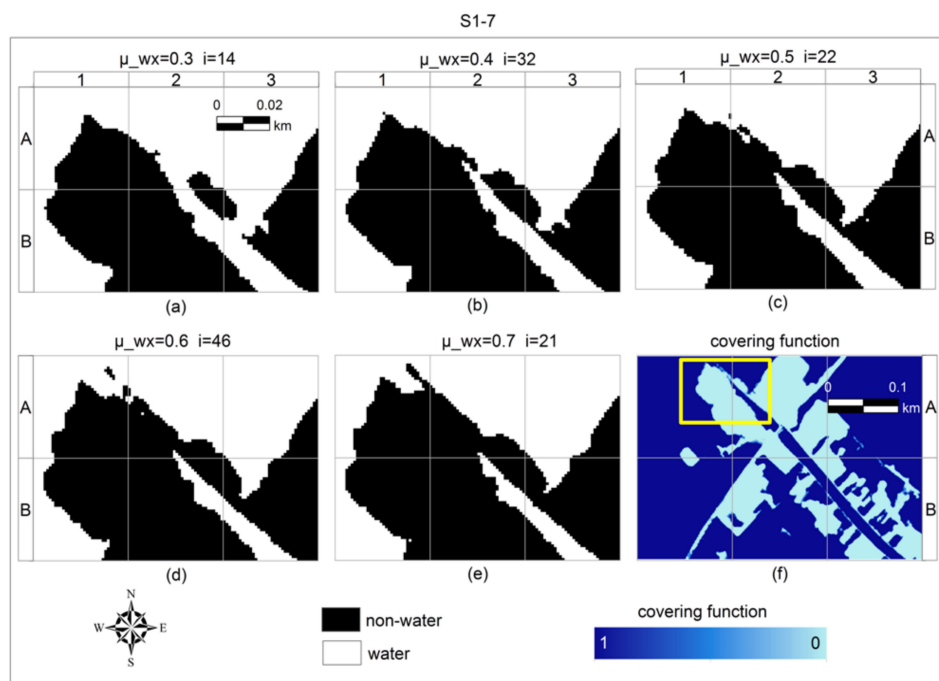 S1-7
μ_wx=0.3 i=14
μ_wx=0.4 i=32
μ_wx=0.5 i=22
1 2 3
1 2 3
1 2 3
0 0.02
km
A
B
A
B
(a)
(b)
(c)
μ_wx=0.6 i=46
μ_wx=0.7 i=21
covering function
0 0.1
km
A
B
A
B
(d)
(e)
(f)
N
W E
S
non-water
water
covering function
1 0